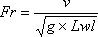 Fr = v / √(g × Lwl)